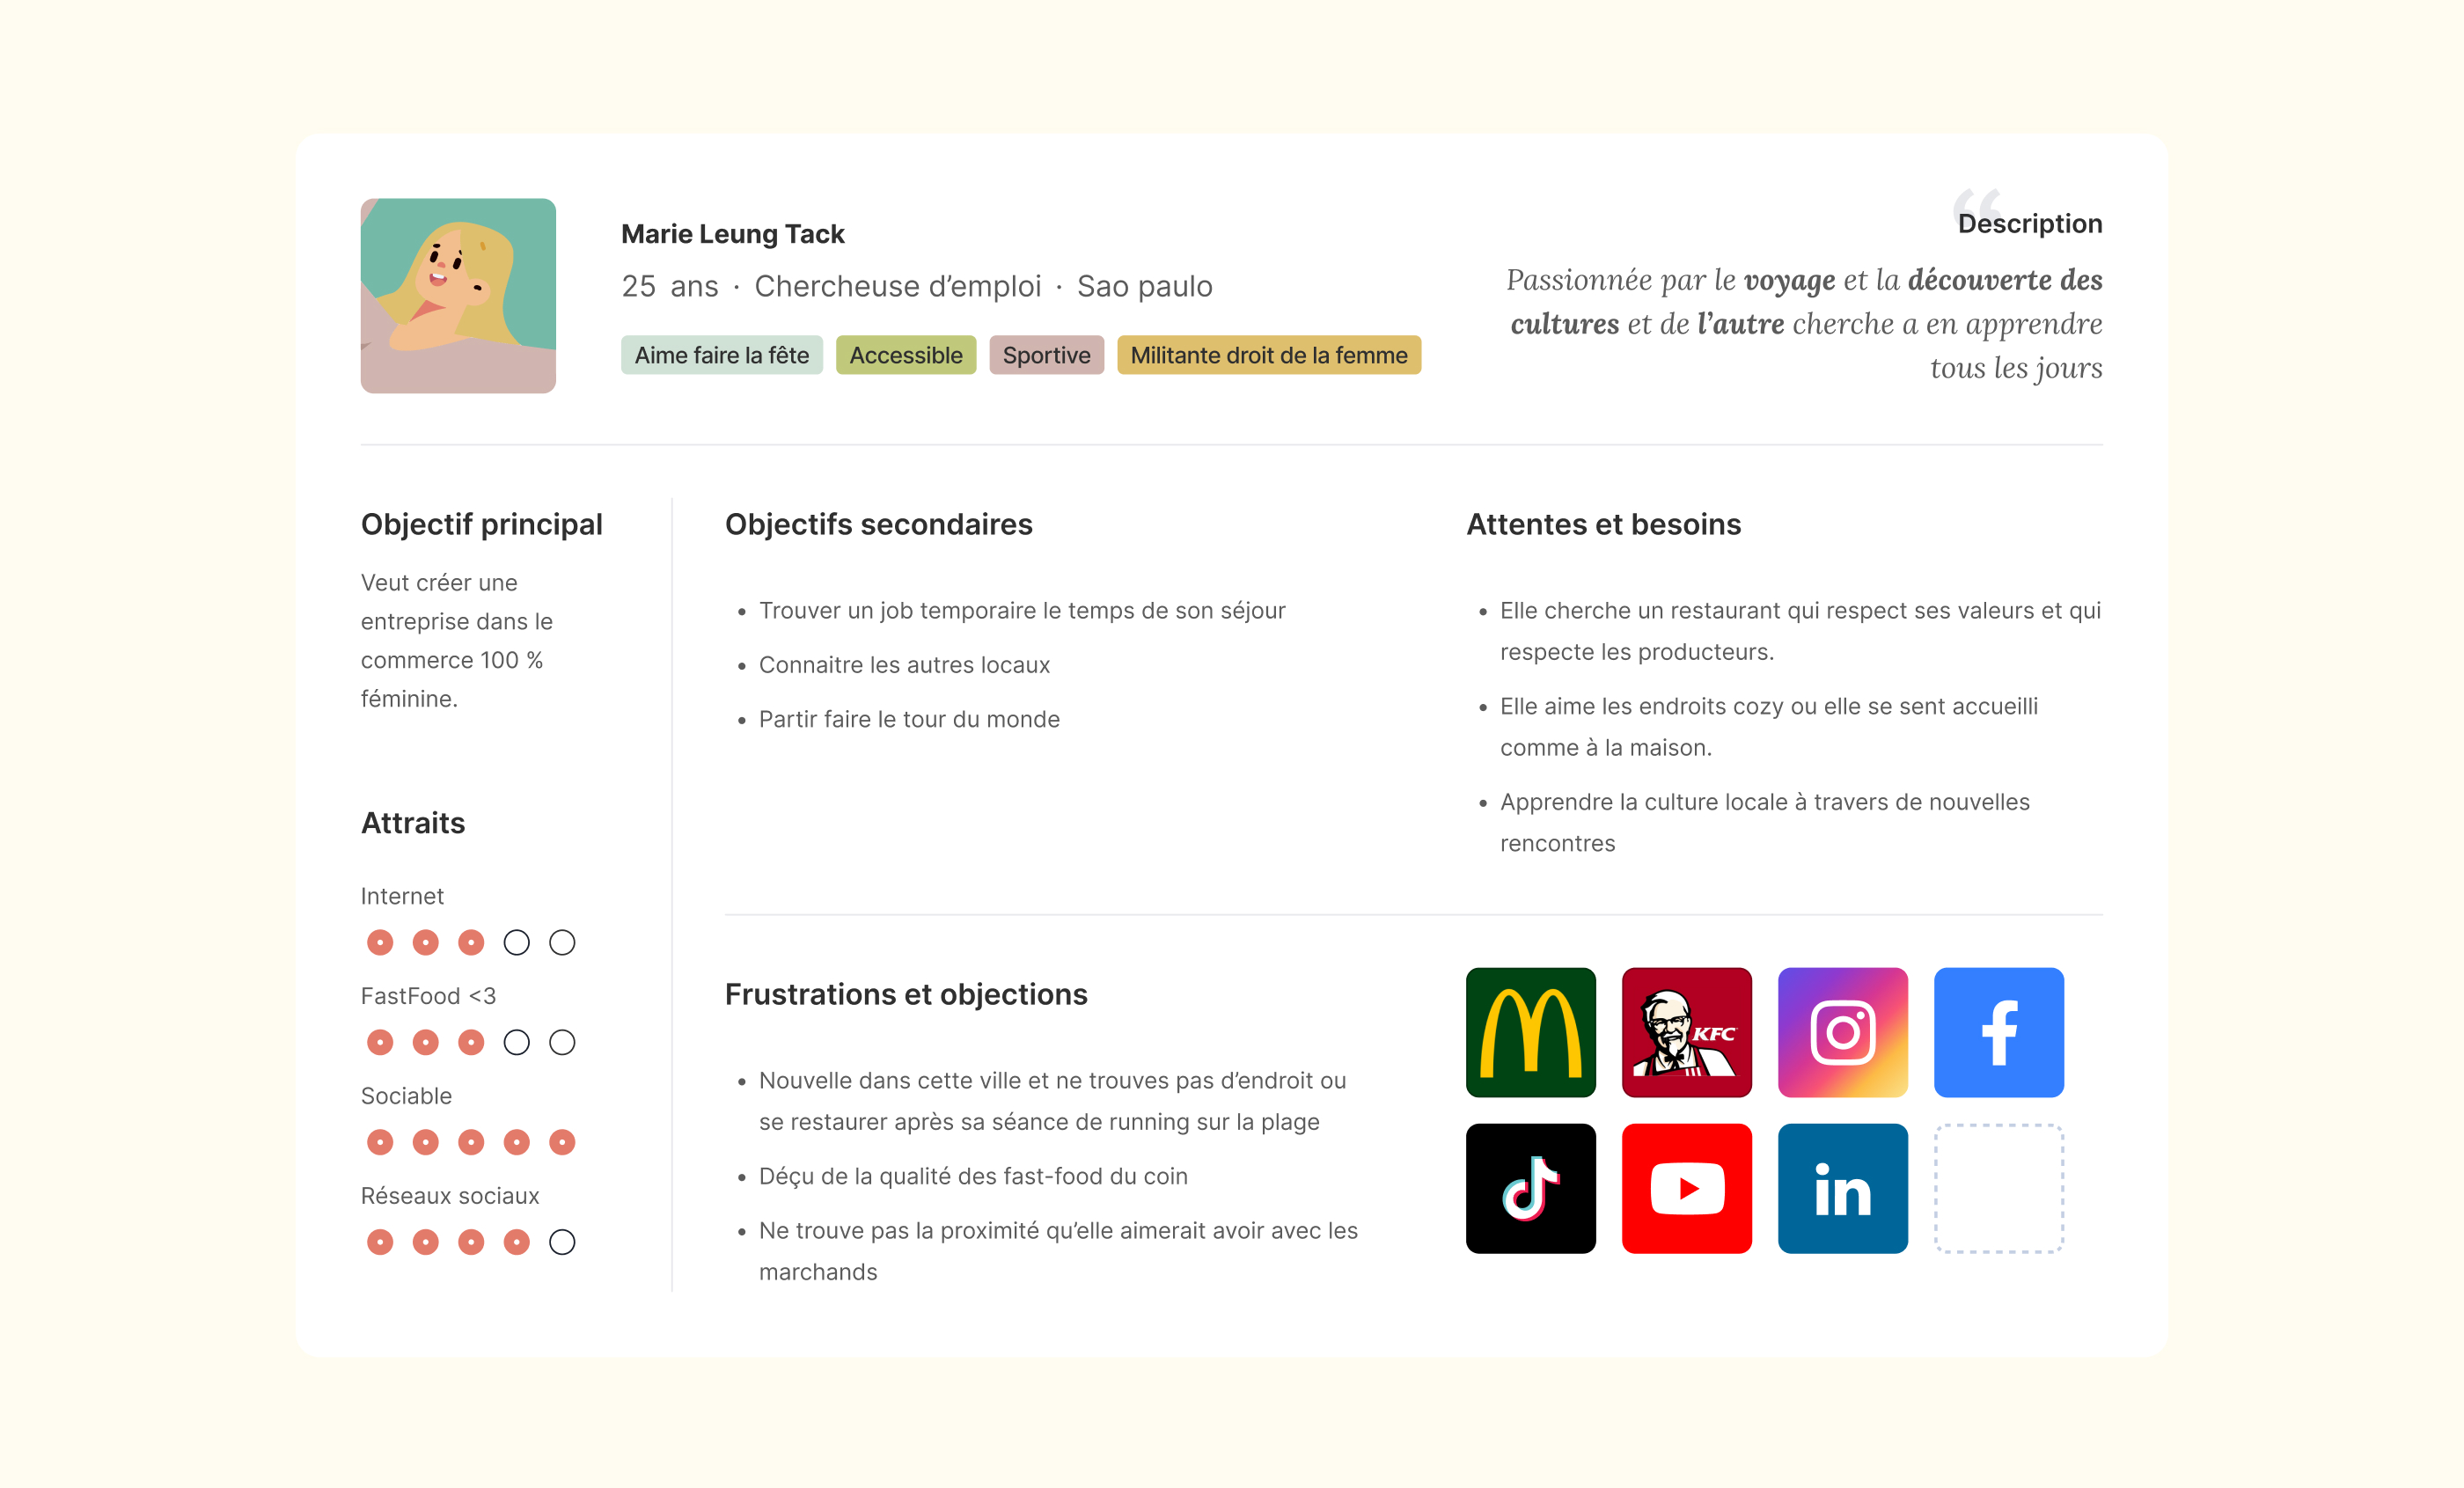 Marie Leung Tack
25 ans · Chercheuse d’emploi · Sao paulo
Aime faire la fête
Accessible
Sportive
Militante droit de la femme
“
Description
Passionnée par le voyage et la découverte des
cultures et de l’autre cherche a en apprendre
tous les jours
Objectif principal
Veut créer une
entreprise dans le
commerce 100 %
féminine.
Attraits
Internet
FastFood <3
Sociable
Réseaux sociaux
Objectifs secondaires
• Trouver un job temporaire le temps de son séjour
• Connaitre les autres locaux
• Partir faire le tour du monde
Attentes et besoins
• Elle cherche un restaurant qui respect ses valeurs et qui
respecte les producteurs.
• Elle aime les endroits cozy ou elle se sent accueilli
comme à la maison.
• Apprendre la culture locale à travers de nouvelles
rencontres
Frustrations et objections
• Nouvelle dans cette ville et ne trouves pas d’endroit ou
se restaurer après sa séance de running sur la plage
• Déçu de la qualité des fast-food du coin
• Ne trouve pas la proximité qu’elle aimerait avoir avec les
marchands
KFC
in